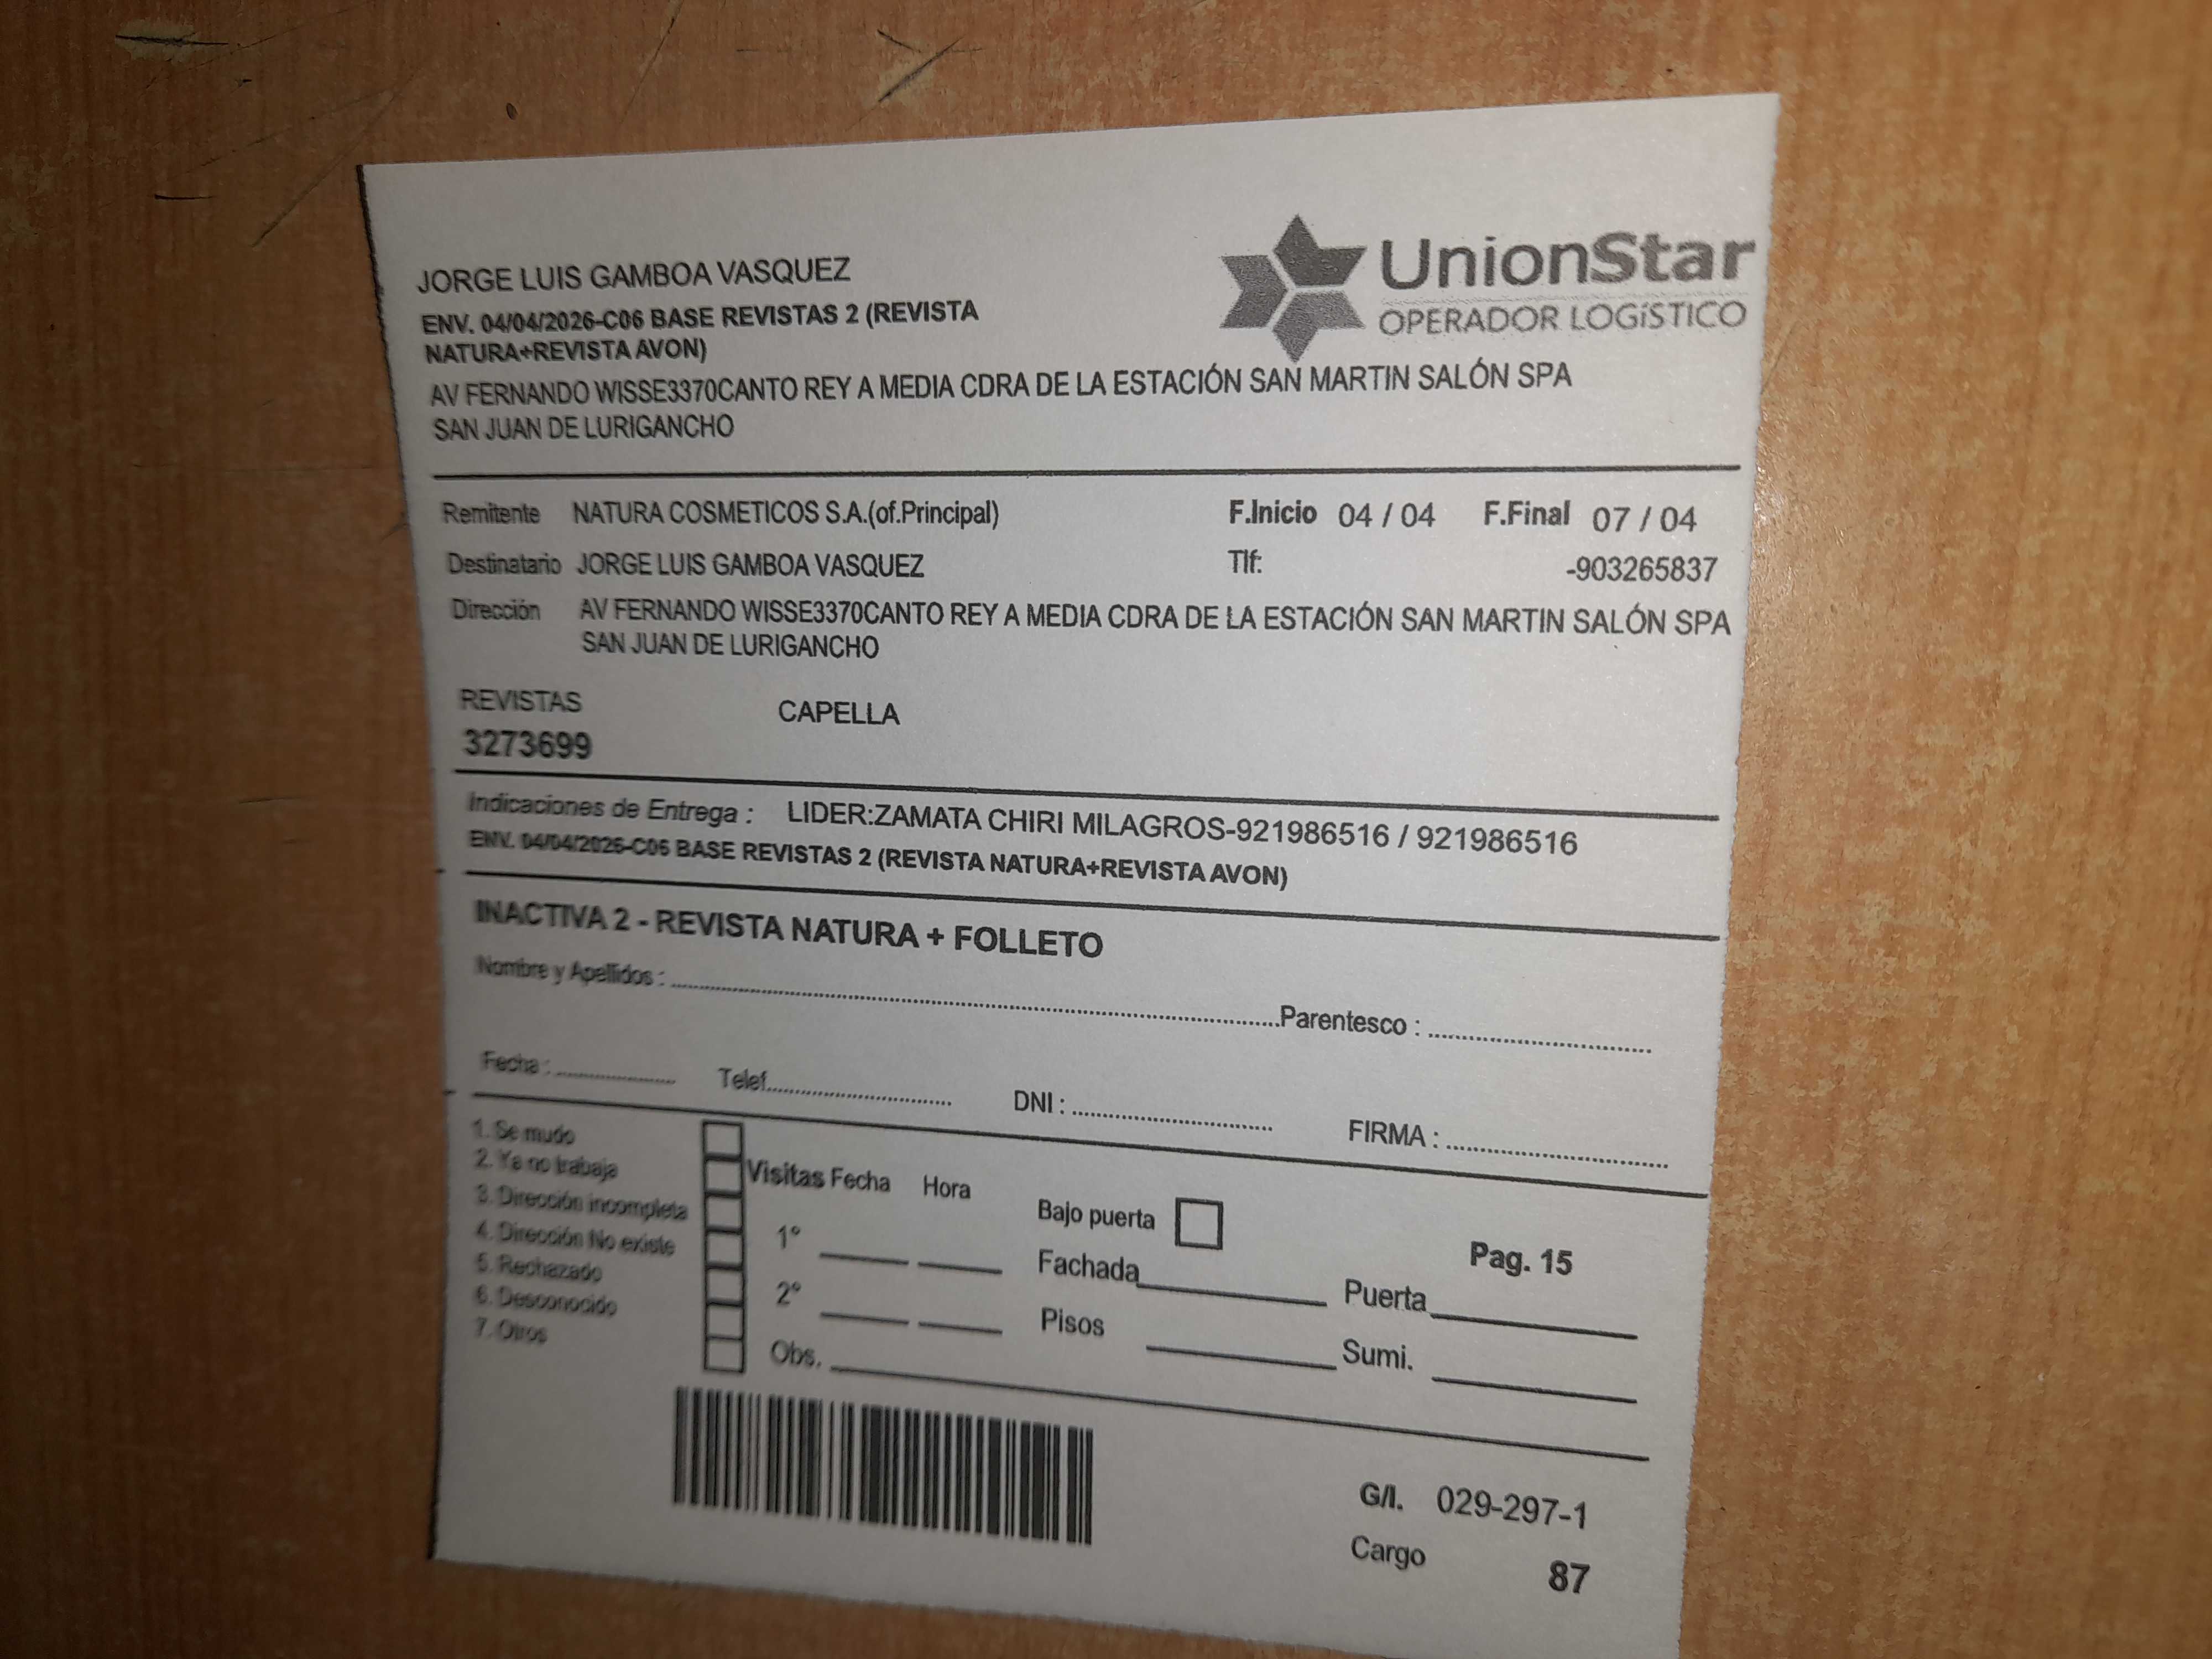 JORGE LUIS GAMBOA VASQUEZ
ENV. 04/04/2026-C06 BASE REVISTAS 2 (REVISTA
NATURA+REVISTA AVON)
UnionStar
OPERADOR LOGíSTICO
AV FERNANDO WISSE3370CANTO REY A MEDIA CDRA DE LA ESTACIÓN SAN MARTIN SALÓN SPA
SAN JUAN DE LURIGANCHO
Remitente NATURA COSMETICOS S.A.(of.Principal) F.Inicio 04 / 04 F.Final 07 / 04
Destinatario JORGE LUIS GAMBOA VASQUEZ Tlf: -903265837
Dirección AV FERNANDO WISSE3370CANTO REY A MEDIA CDRA DE LA ESTACIÓN SAN MARTIN SALÓN SPA
SAN JUAN DE LURIGANCHO
REVISTAS CAPELLA
3273699
Indicaciones de Entrega : LIDER:ZAMATA CHIRI MILAGROS-921986516 / 921986516
ENV. 04/04/2026-C06 BASE REVISTAS 2 (REVISTA NATURA+REVISTA AVON)
INACTIVA 2 - REVISTA NATURA + FOLLETO
Nombre y Apellidos : Parentesco :
Fecha : Telef. DNI : FIRMA :
1. Se mudo
2. Ya no trabaja
3. Dirección incompleta
4. Dirección No existe
5. Rechazado
6. Desconocido
7. Otros
Visitas Fecha Hora
1°
2°
Obs.
Bajo puerta
Fachada
Pisos
Pag. 15
Puerta
Sumi.
G/I. 029-297-1
Cargo 87